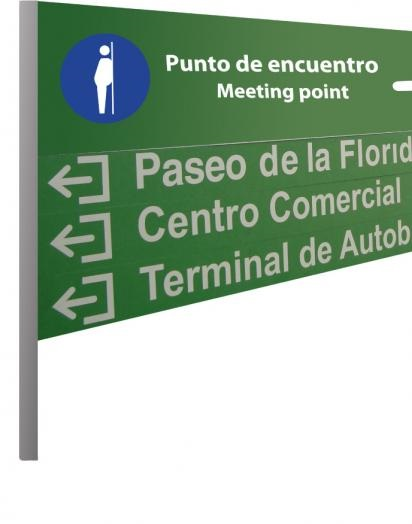 Punto de encuentro
Meeting point
Paseo de la Florid
Centro Comercial
Terminal de Autob